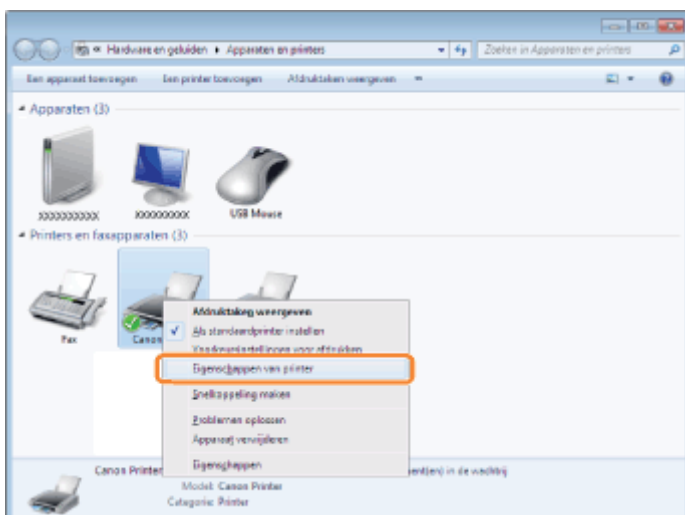 « Hardware en geluiden ▸ Apparaten en printers
Zoeken in Apparaten en printers
Een apparaat toevoegen Een printer toevoegen Afdruktaken weergeven »
Apparaten (3)
XXXXXXXXXX XXXXXXXXX USB Mouse
Printers en faxapparaten (3)
Fax Canon
Afdruktaken weergeven
Als standaardprinter instellen
Voorkeursinstellingen voor afdrukken
Eigenschappen van printer
Snelkoppeling maken
Problemen oplossen
Apparaat verwijderen
Eigenschappen
Canon Printer
in de wachtrij
Model: Canon Printer
Categorie: Printer